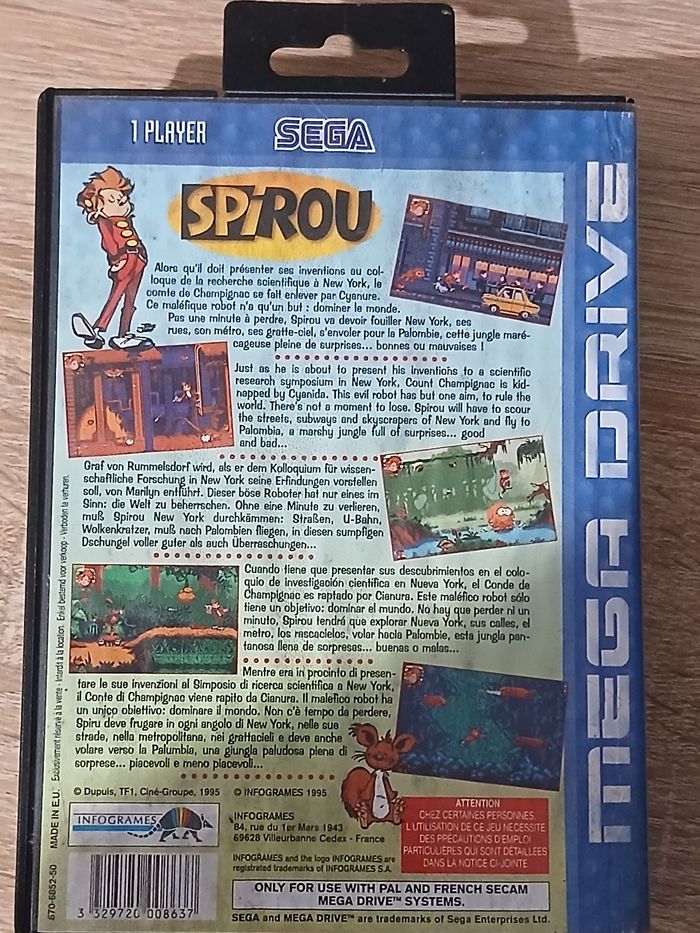 1 PLAYER
SEGA
SPIROU
MEGA DRIVE
Alors qu'il doit présenter ses inventions au col-
loque de la recherche scientifique à New York, le
comte de Champignac se fait enlever par Cyanure.
Ce maléfique robot n'a qu'un but : dominer le monde.
Pas une minute à perdre, Spirou va devoir fouiller New York, ses
rues, son métro, ses gratte-ciel, s'envoler pour la Palombie, cette jungle maré-
cageuse pleine de surprises... bonnes ou mauvaises !
Just as he is about to present his inventions to a scientific
research symposium in New York, Count Champignac is kid-
napped by Cyanida. This evil robot has but one aim, to rule the
world. There's not a moment to lose. Spirou will have to scour
the streets, subways and skyscrapers of New York and fly to
Palombia, a marshy jungle full of surprises... good
and bad...
Graf von Rummelsdorf wird, als er dem Kolloquium für wissen-
schaftliche Forschung in New York seine Erfindungen vorstellen
soll, von Marilyn entführt. Dieser böse Roboter hat nur eines im
Sinn: die Welt zu beherrschen. Ohne eine Minute zu verlieren,
muß Spirou New York durchkämmen: Straßen, U-Bahn,
Wolkenkratzer, muß nach Palombien fliegen, in diesen sumpfigen
Dschungel voller guter als auch Überraschungen...
Cuando tiene que presentar sus descubrimientos en el colo-
quio de investigación científica en Nueva York, el Conde de
Champignac es raptado por Cianura. Este maléfico robot sólo
tiene un objetivo: dominar el mundo. No hay que perder ni un
minuto, Spirou tendrá que explorar Nueva York, sus calles, el
metro, los rascacielos, volar hacia Palombie, esta jungla pan-
tanosa llena de sorpresas... buenas o malas...
Mentre era in procinto di presen-
tare le sue invenzioni al Simposio di ricerca scientifica a New York,
il Conte di Champignac viene rapito da Cianura. Il malefico robot ha
un unico obiettivo: dominare il mondo. Non c'è tempo da perdere,
Spiru deve frugare in ogni angolo di New York, nelle sue
strade, nella metropolitana, nei grattacieli e deve anche
volare verso la Palumbia, una giungla paludosa piena di
sorprese... piacevoli e meno piacevoli...
© Dupuis, TF1, Ciné-Groupe, 1995
© INFOGRAMES 1995
INFOGRAMES
INFOGRAMES
84, rue du 1er Mars 1943
69628 Villeurbanne Cedex - France
INFOGRAMES and the logo INFOGRAMES are
registrated trademarks of INFOGRAMES S.A.
ATTENTION
CHEZ CERTAINES PERSONNES,
L'UTILISATION DE CE JEU NECESSITE
DES PRECAUTIONS D'EMPLOI
PARTICULIÈRES QUI SONT DÉTAILLÉES
DANS LA NOTICE CI-JOINTE
ONLY FOR USE WITH PAL AND FRENCH SECAM
MEGA DRIVE™ SYSTEMS.
SEGA and MEGA DRIVE™ are trademarks of Sega Enterprises Ltd.
3 329720 008637
670-6852-50
MADE IN E.U. Exclusivement réservé à la vente - Interdit à la location. Enkel bestemd voor verkoop - Verboden te verhuren.